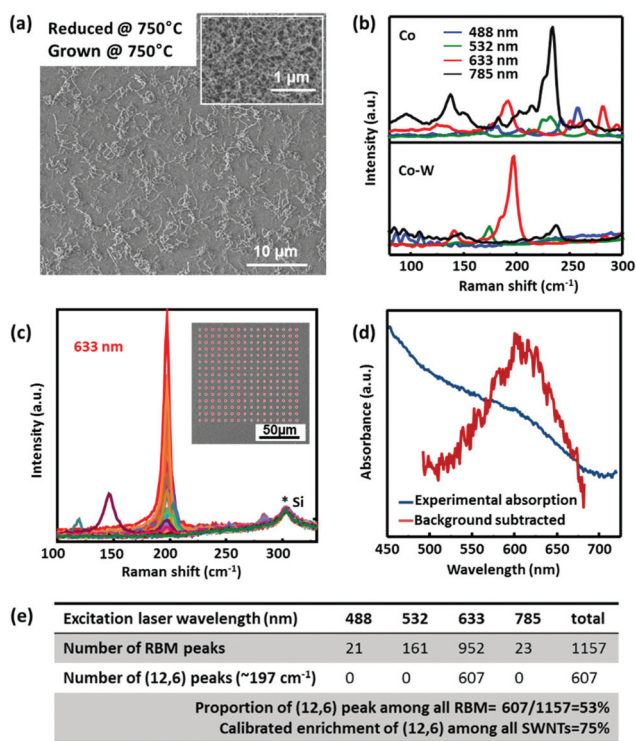 (a)
Reduced @ 750°C
Grown @ 750°C
1 μm
10 μm
(b)
Co
488 nm
532 nm
633 nm
785 nm
Co-W
Intensity (a.u.)
100 150 200 250 300
Raman shift (cm-1)
(c)
633 nm
50μm
* Si
Intensity (a.u.)
100 150 200 250 300
Raman shift (cm-1)
(d)
Absorbance (a.u.)
Experimental absorption
Background subtracted
450 500 550 600 650 700
Wavelength (nm)
(e)
Excitation laser wavelength (nm) 488 532 633 785 total
Number of RBM peaks 21 161 952 23 1157
Number of (12,6) peaks (~197 cm-1) 0 0 607 0 607
Proportion of (12,6) peak among all RBM= 607/1157=53%
Calibrated enrichment of (12,6) among all SWNTs=75%